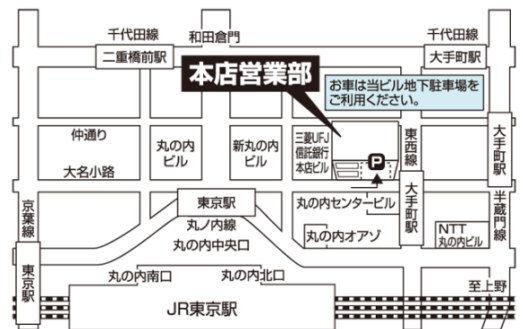 千代田線
和田倉門
千代田線
二重橋前駅
大手町駅
本店営業部
お車は当ビル地下駐車場を
ご利用ください。
仲通り
大名小路
丸の内
ビル
新丸の内
ビル
三菱UFJ
信託銀行
本店ビル
P
東西線
大手町駅
大手町駅
半蔵門線
京葉線
東京駅
東京駅
丸ノ内線
丸の内中央口
丸の内センタービル
丸の内オアゾ
NTT
丸の内ビル
丸の内南口
丸の内北口
至上野
JR東京駅